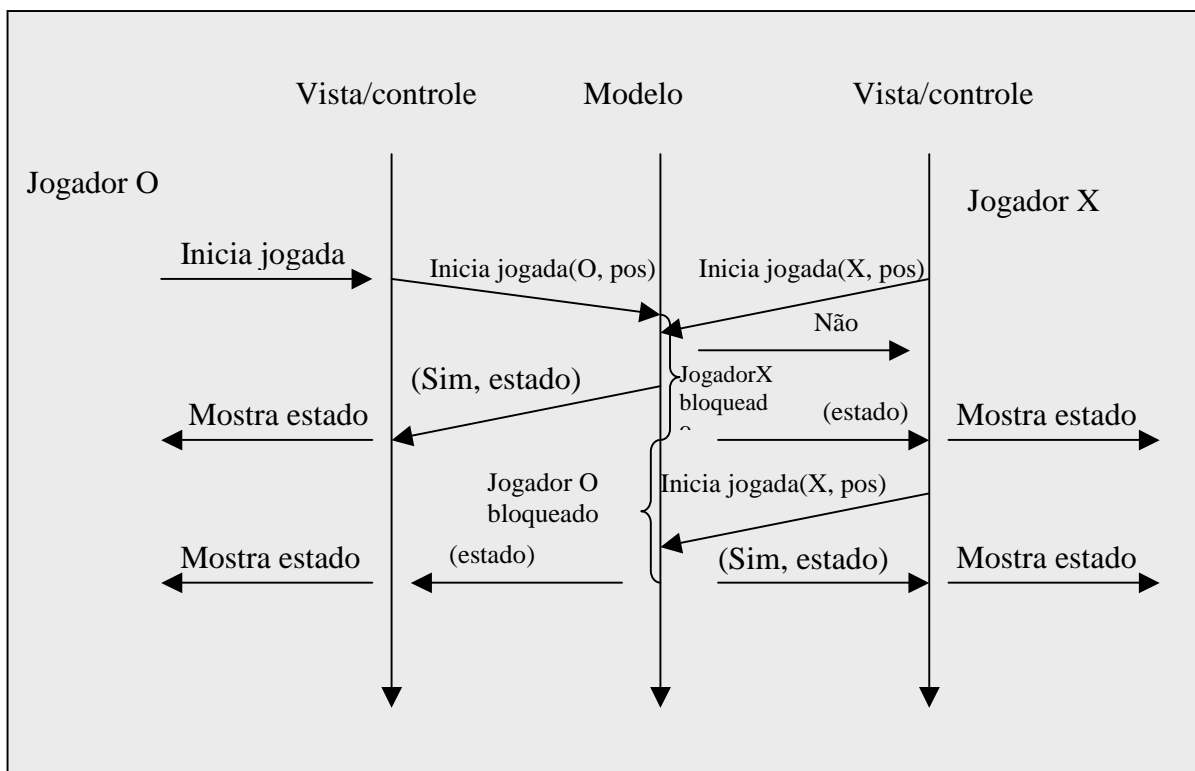 Vista/controle
Modelo
Vista/controle
Jogador O
Jogador X
Inicia jogada
Inicia jogada(O, pos)
Inicia jogada(X, pos)
Não
(Sim, estado)
JogadorX
bloquead
Mostra estado
(estado)
Mostra estado
Jogador O
bloqueado
Inicia jogada(X, pos)
Mostra estado
(estado)
(Sim, estado)
Mostra estado